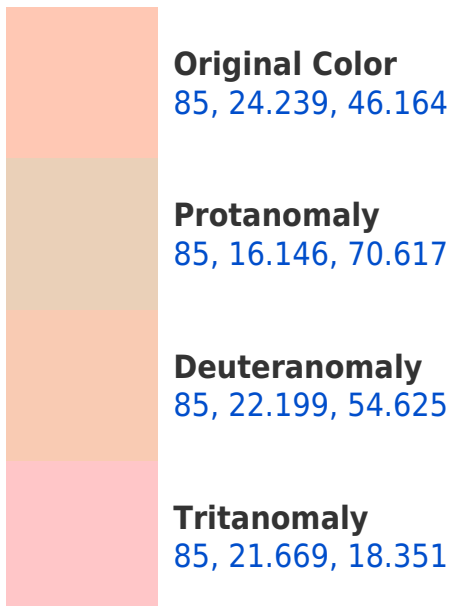 Original Color
85, 24.239, 46.164
Protanomaly
85, 16.146, 70.617
Deuteranomaly
85, 22.199, 54.625
Tritanomaly
85, 21.669, 18.351